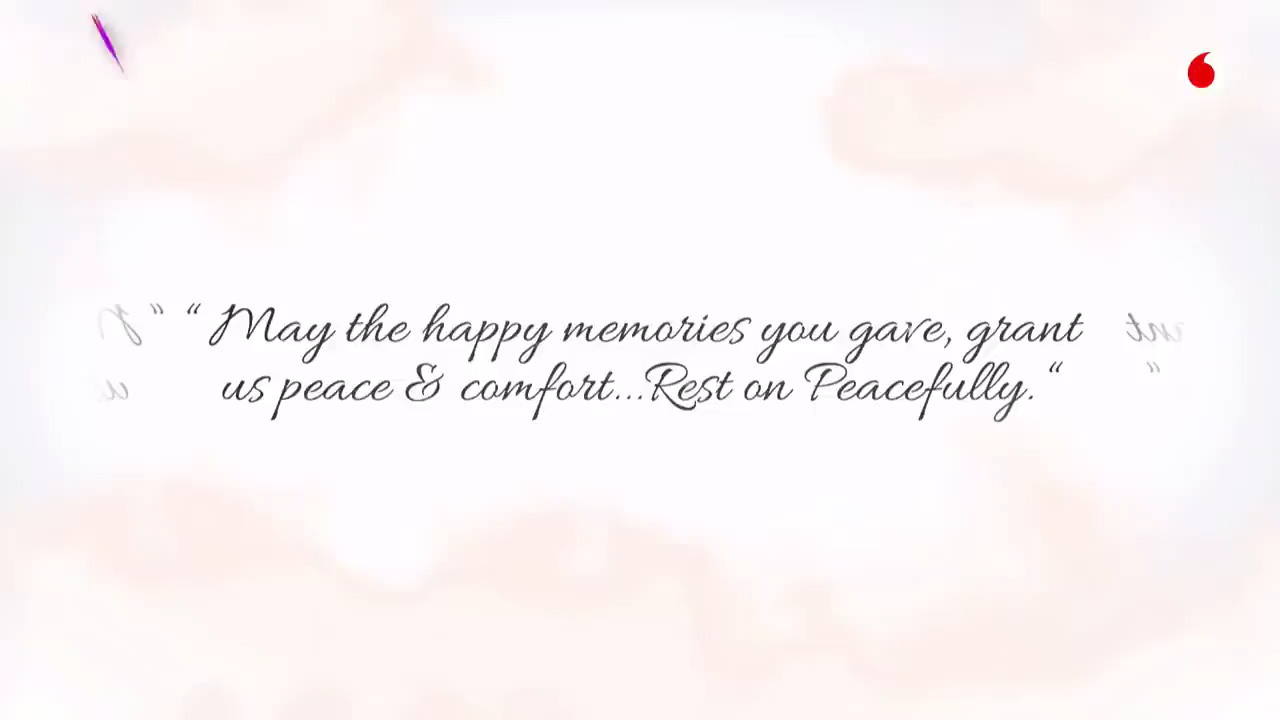 “ May the happy memories you gave, grant
us peace & comfort...Rest on Peacefully. “